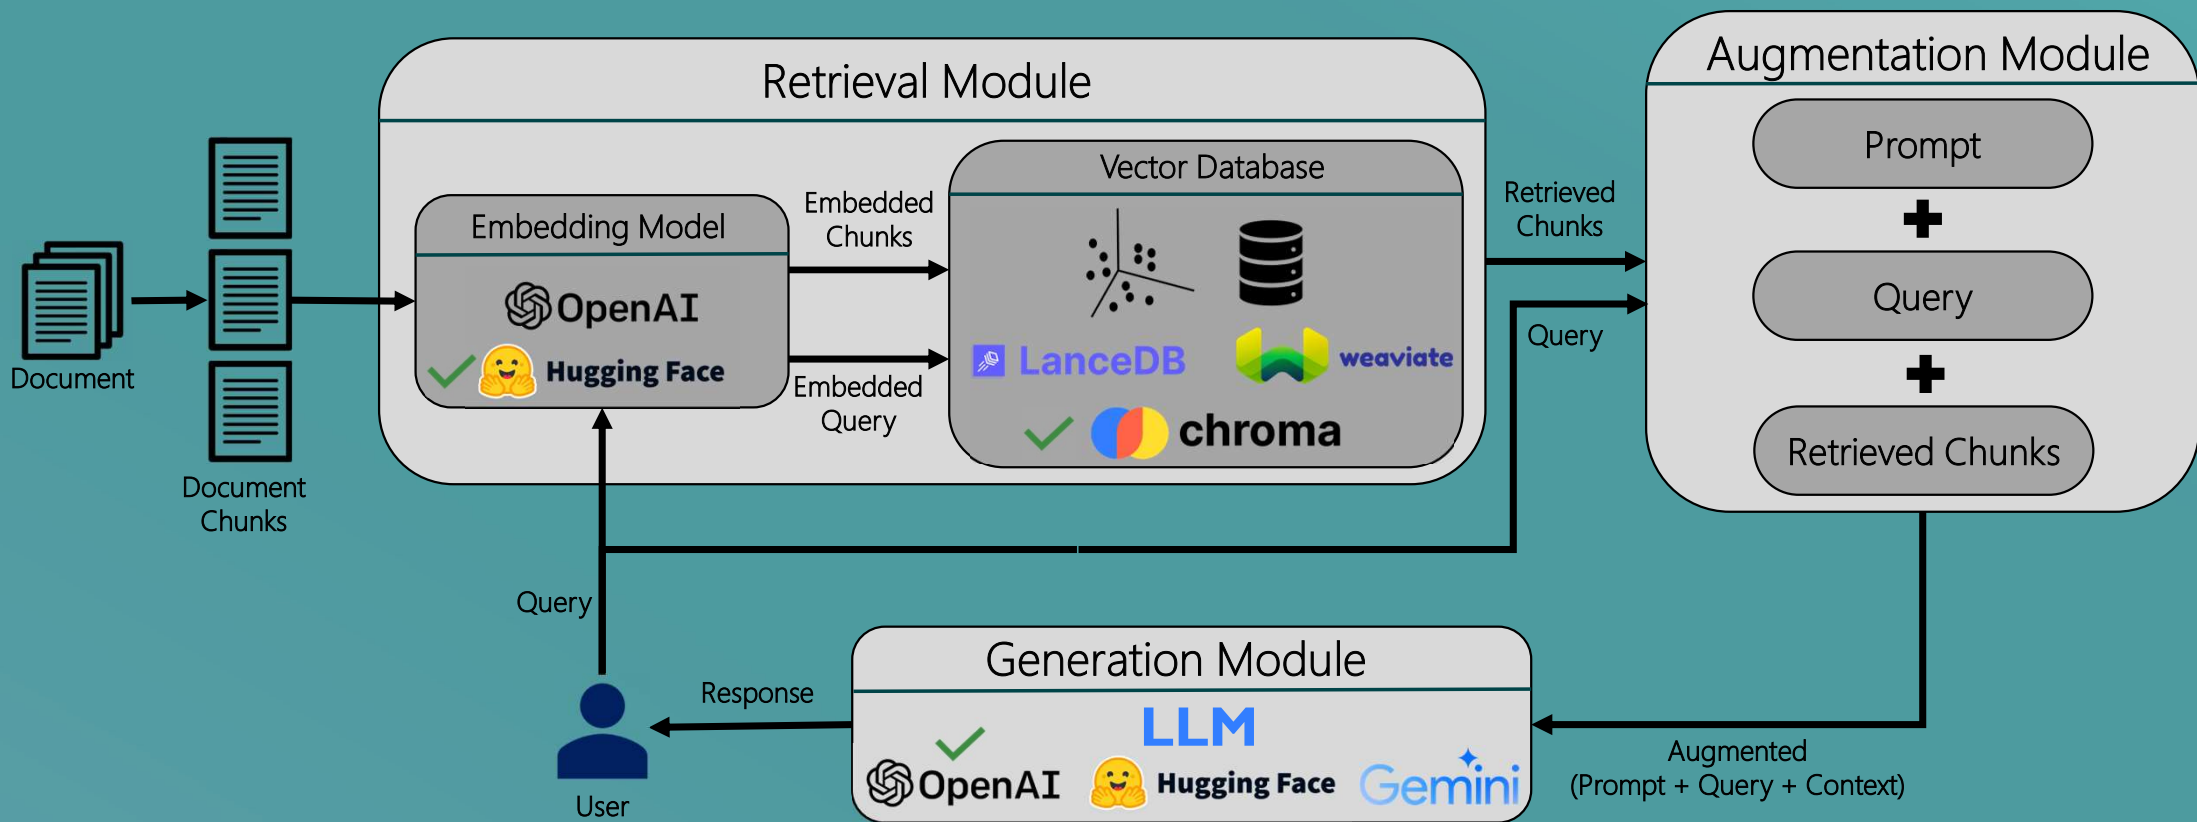 Retrieval Module
Augmentation Module
Vector Database
Embedding Model
Embedded
Chunks
Embedded
Query
OpenAI
Hugging Face
LanceDB
weaviate
chroma
Document
Document
Chunks
Retrieved
Chunks
Query
Prompt
Query
Retrieved Chunks
Query
User
Response
Generation Module
LLM
OpenAI
Hugging Face
Gemini
Augmented
(Prompt + Query + Context)